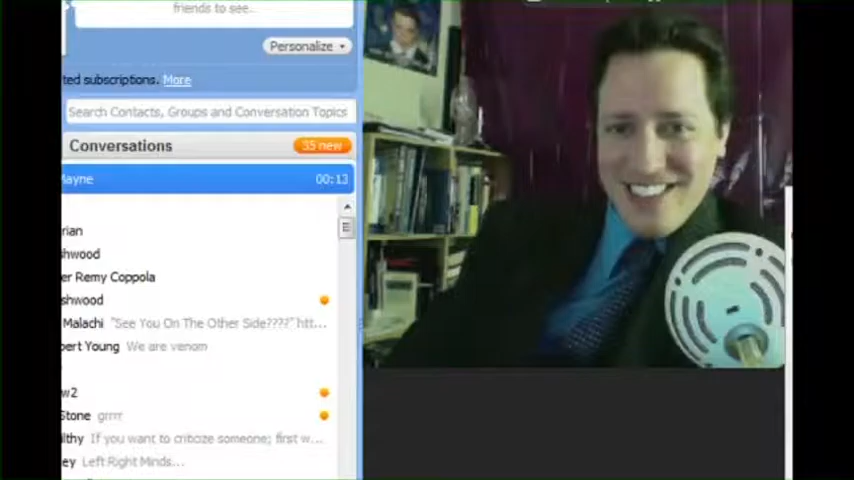 friends to see..
Personalize
ted subscriptions. More
Search Contacts, Groups and Conversation Topics
Conversations 35 new
Mayne 00:13
rian
shwood
er Remy Coppola
shwood
Malachi "See You On The Other Side????" htt...
bert Young We are venom
w2
Stone grrr
lthy If you want to criticize someone; first w...
ey Left Right Minds...